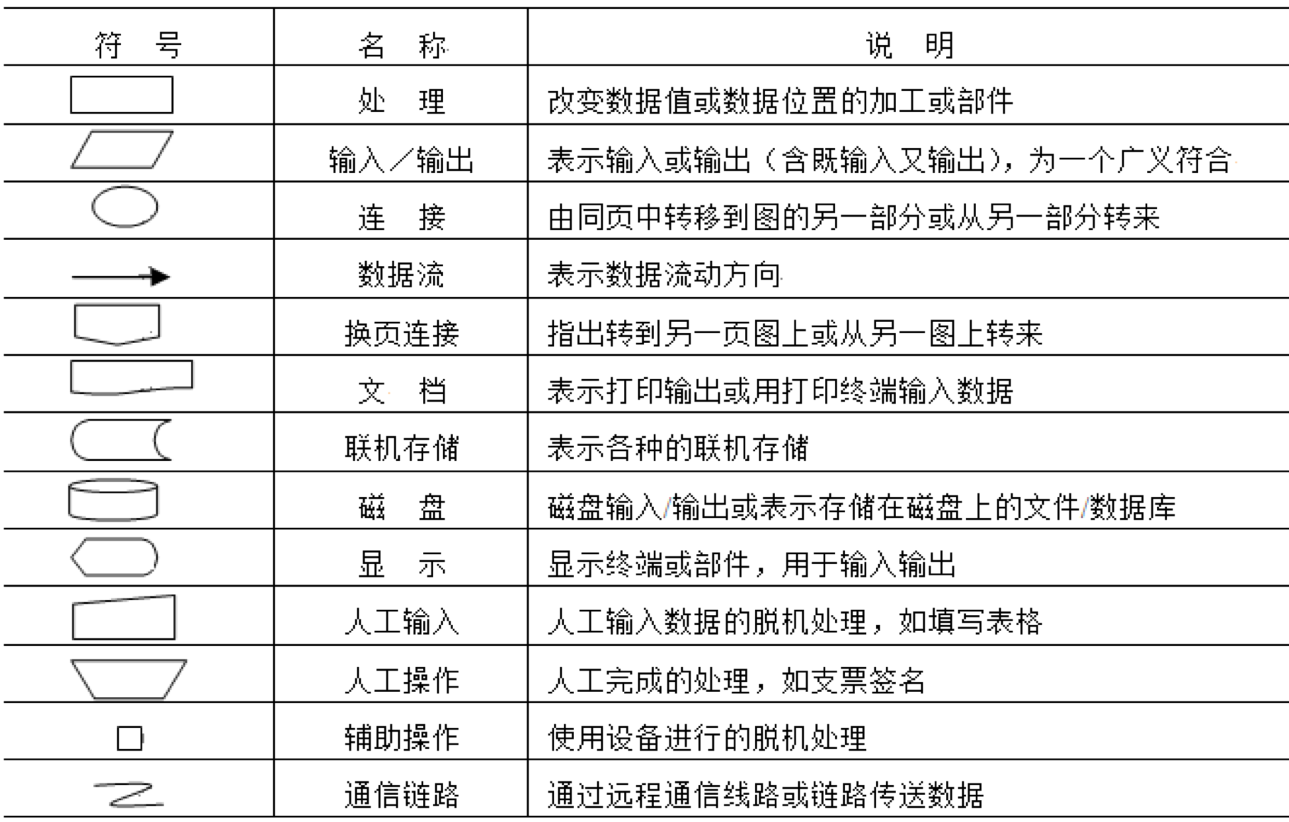 符 号 名 称 说 明
处 理 改变数据值或数据位置的加工或部件
输入／输出 表示输入或输出（含既输入又输出），为一个广义符合
连 接 由同页中转移到图的另一部分或从另一部分转来
数据流 表示数据流动方向
换页连接 指出转到另一页图上或从另一图上转来
文 档 表示打印输出或用打印终端输入数据
联机存储 表示各种的联机存储
磁 盘 磁盘输入/输出或表示存储在磁盘上的文件/数据库
显 示 显示终端或部件，用于输入输出
人工输入 人工输入数据的脱机处理，如填写表格
人工操作 人工完成的处理，如支票签名
辅助操作 使用设备进行的脱机处理
通信链路 通过远程通信线路或链路传送数据